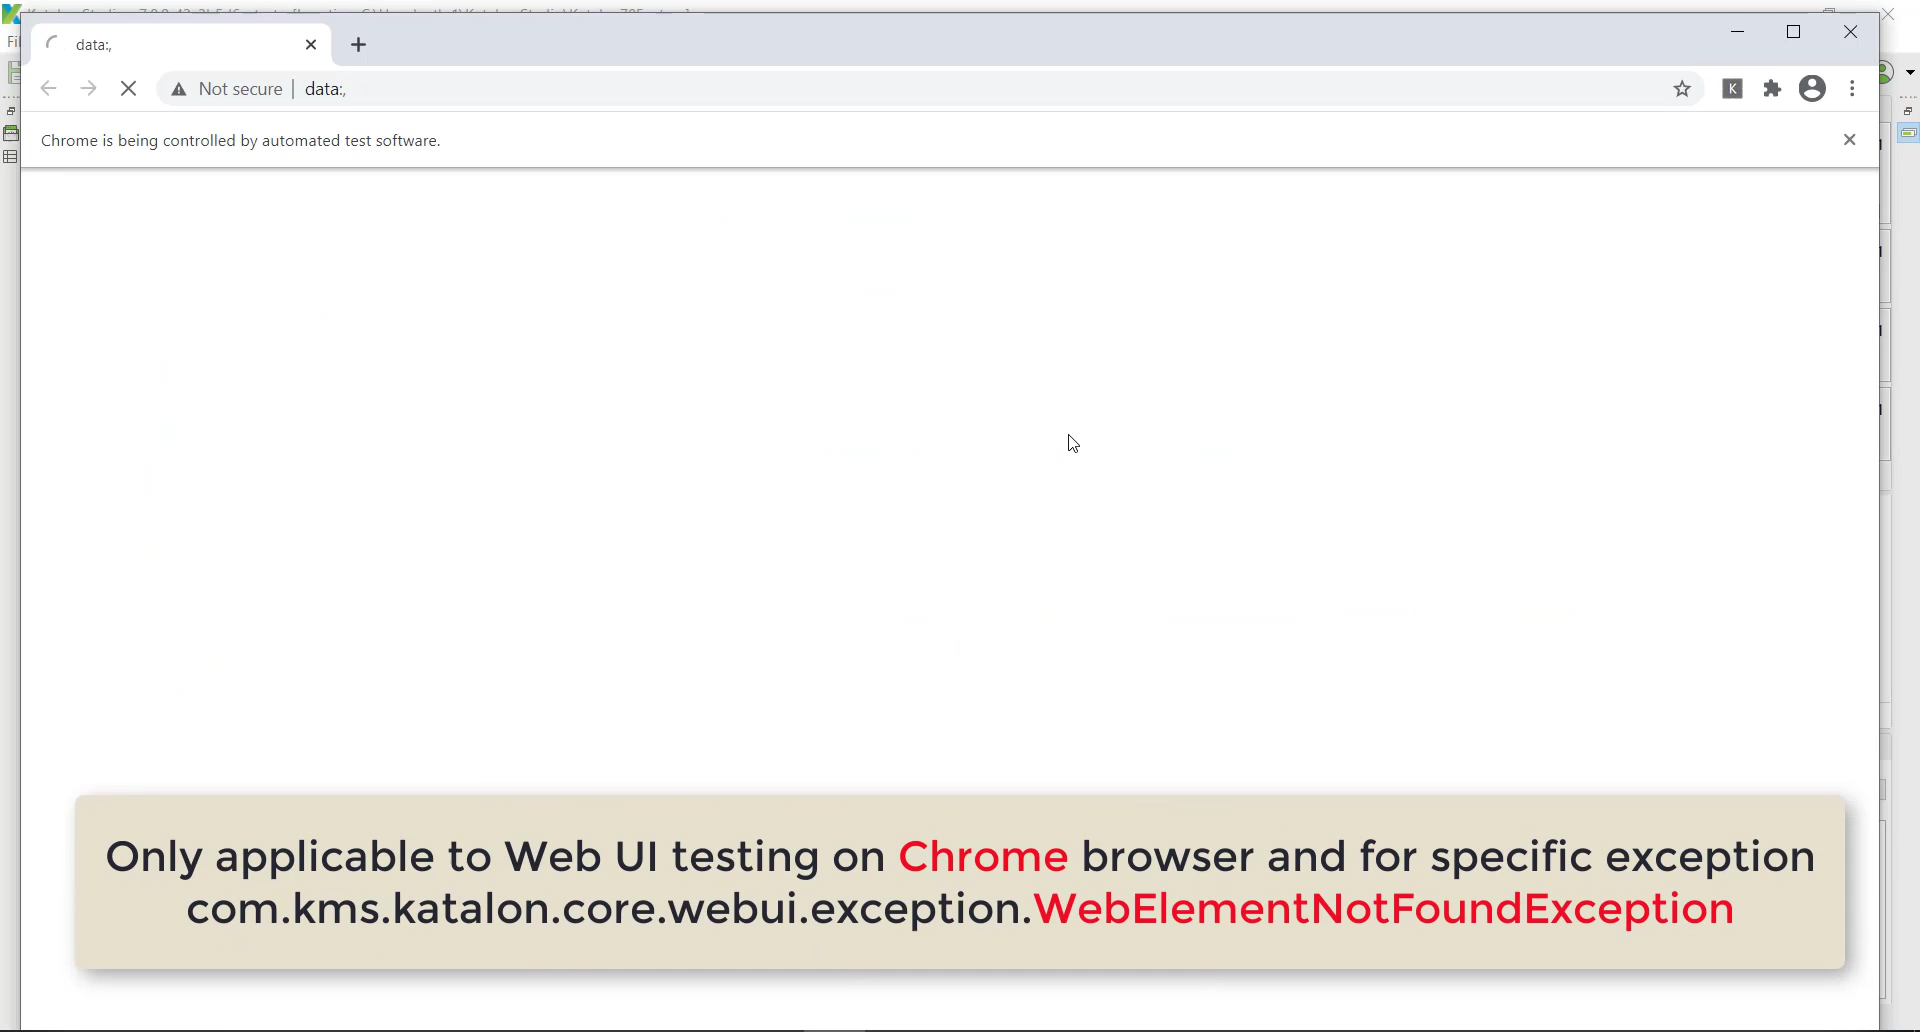 Fi
data:,
Not secure
data:,
K
Chrome is being controlled by automated test software.
Only applicable to Web UI testing on Chrome browser and for specific exception
com.kms.katalon.core.webui.exception.WebElementNotFoundException